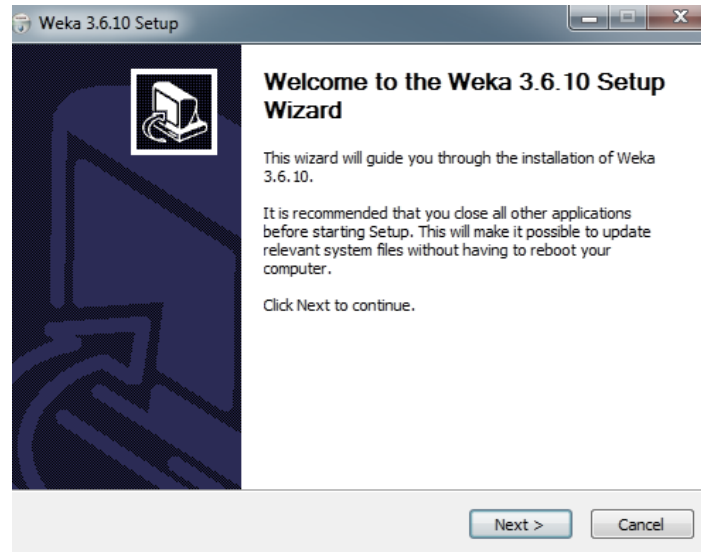 Weka 3.6.10 Setup
Welcome to the Weka 3.6.10 Setup
Wizard
This wizard will guide you through the installation of Weka
3.6.10.
It is recommended that you close all other applications
before starting Setup. This will make it possible to update
relevant system files without having to reboot your
computer.
Click Next to continue.
Next > Cancel